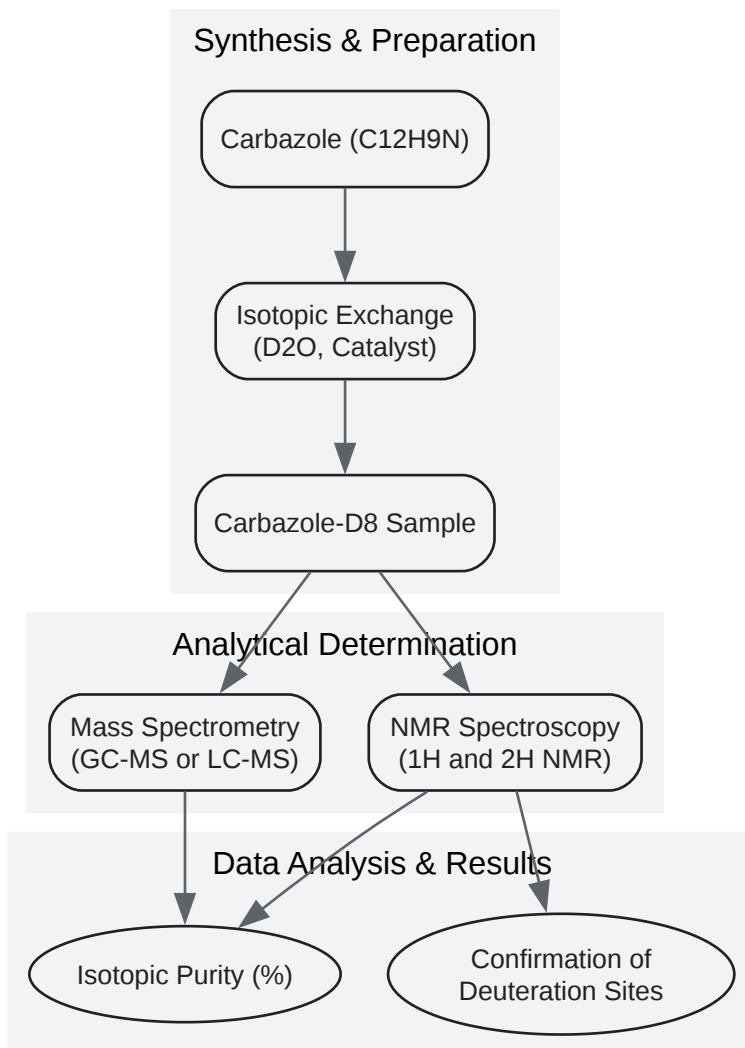 Synthesis & Preparation
Carbazole (C12H9N)
Isotopic Exchange
(D2O, Catalyst)
Carbazole-D8 Sample
Analytical Determination
Mass Spectrometry
(GC-MS or LC-MS)
NMR Spectroscopy
(1H and 2H NMR)
Data Analysis & Results
Isotopic Purity (%)
Confirmation of
Deuteration Sites